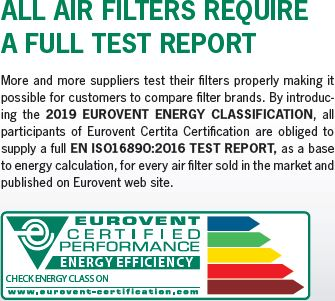 ALL AIR FILTERS REQUIRE
A FULL TEST REPORT
More and more suppliers test their filters properly making it
possible for customers to compare filter brands. By introduc-
ing the 2019 EUROVENT ENERGY CLASSIFICATION, all
participants of Eurovent Certita Certification are obliged to
supply a full EN ISO16890:2016 TEST REPORT, as a base
to energy calculation, for every air filter sold in the market and
published on Eurovent web site.
EUROVENT
CERTIFIED
PERFORMANCE
ENERGY EFFICIENCY
CHECK ENERGY CLASS ON
www.eurovent-certification.com